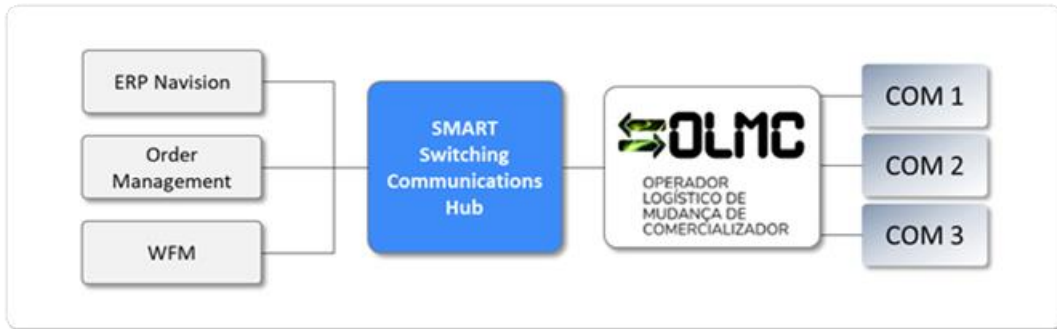 ERP Navision
Order
Management
WFM
SMART
Switching
Communications
Hub
OLMC
OPERADOR
LOGÍSTICO DE
MUDANÇA DE
COMERCIALIZADOR
COM 1
COM 2
COM 3